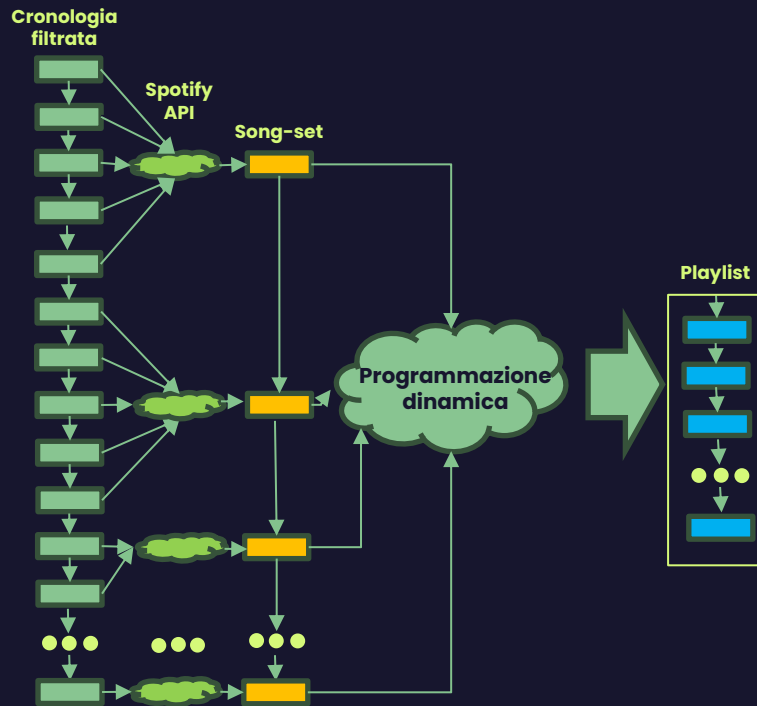 Cronologia
filtrata
Spotify
API
Song-set
Programmazione
dinamica
Playlist